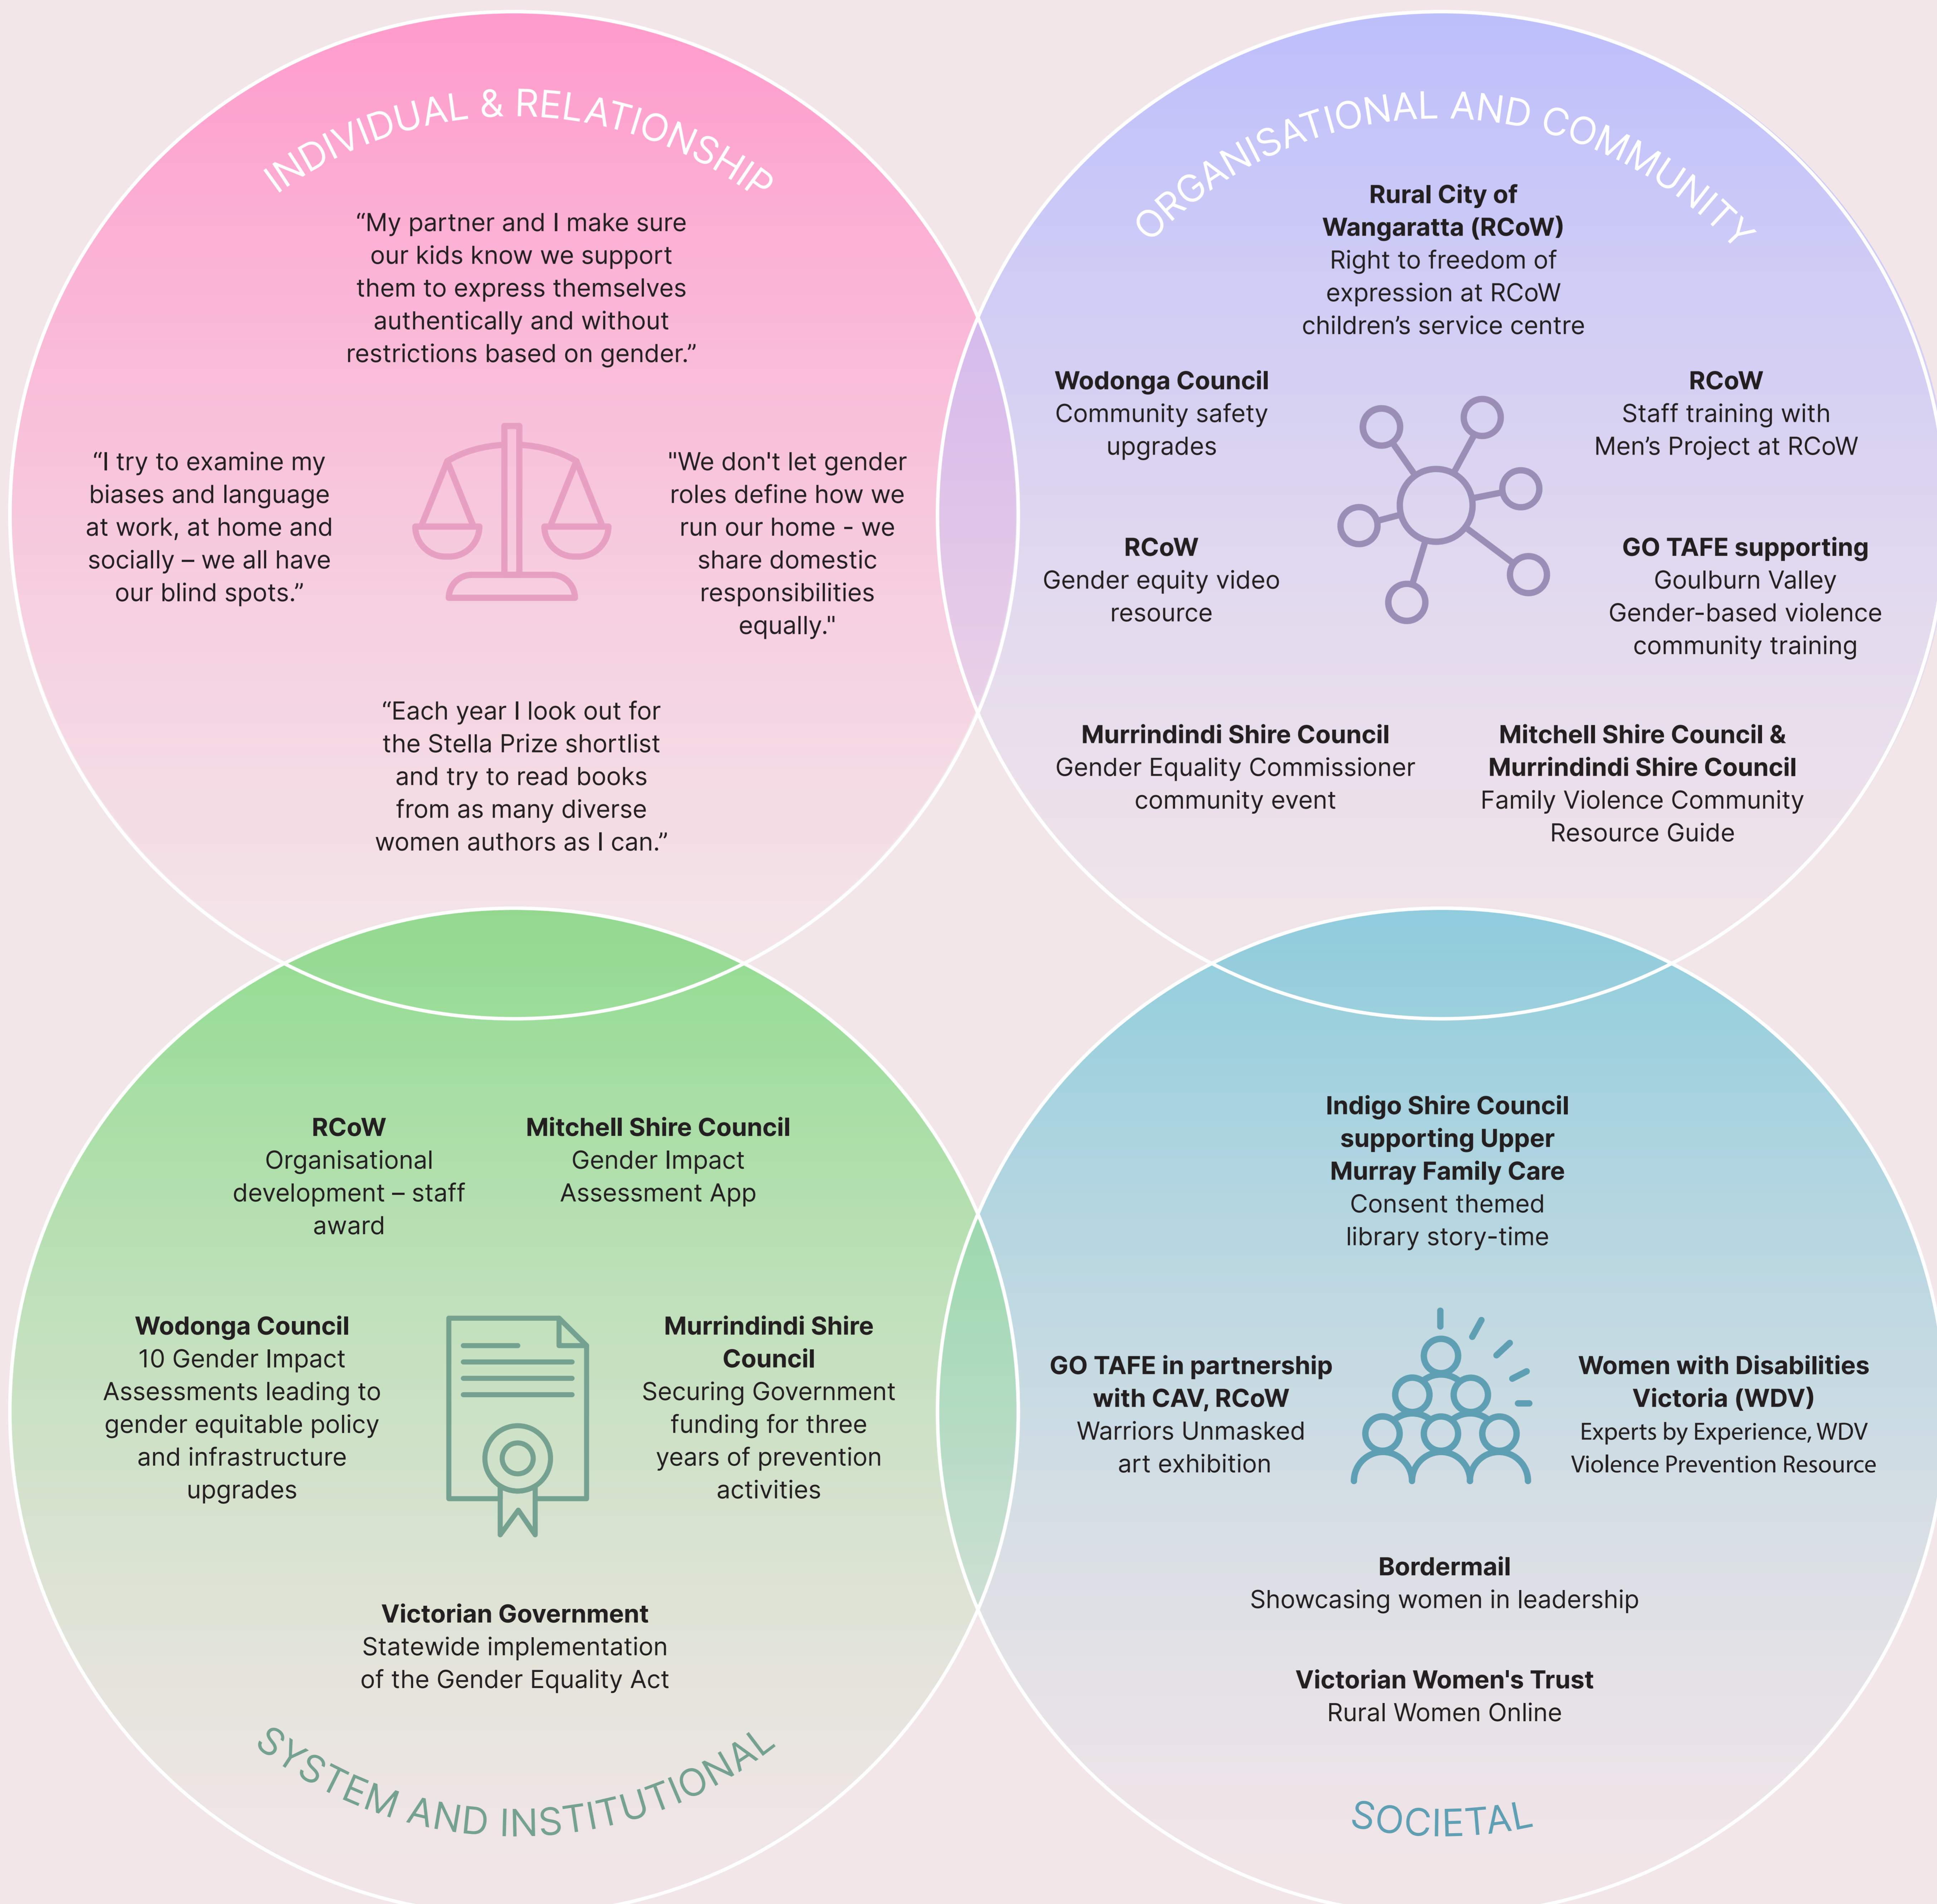 INDIVIDUAL & RELATIONSHIP
“My partner and I make sure
our kids know we support
them to express themselves
authentically and without
restrictions based on gender.”
“I try to examine my
biases and language
at work, at home and
socially – we all have
our blind spots.”
"We don't let gender
roles define how we
run our home - we
share domestic
responsibilities
equally."
“Each year I look out for
the Stella Prize shortlist
and try to read books
from as many diverse
women authors as I can.”
ORGANISATIONAL AND COMMUNITY
Rural City of
Wangaratta (RCoW)
Right to freedom of
expression at RCoW
children’s service centre
Wodonga Council
Community safety
upgrades
RCoW
Staff training with
Men’s Project at RCoW
RCoW
Gender equity video
resource
GO TAFE supporting
Goulburn Valley
Gender-based violence
community training
Murrindindi Shire Council
Gender Equality Commissioner
community event
Mitchell Shire Council &
Murrindindi Shire Council
Family Violence Community
Resource Guide
RCoW
Organisational
development – staff
award
Mitchell Shire Council
Gender Impact
Assessment App
Wodonga Council
10 Gender Impact
Assessments leading to
gender equitable policy
and infrastructure
upgrades
Murrindindi Shire
Council
Securing Government
funding for three
years of prevention
activities
Victorian Government
Statewide implementation
of the Gender Equality Act
SYSTEM AND INSTITUTIONAL
Indigo Shire Council
supporting Upper
Murray Family Care
Consent themed
library story-time
GO TAFE in partnership
with CAV, RCoW
Warriors Unmasked
art exhibition
Women with Disabilities
Victoria (WDV)
Experts by Experience, WDV
Violence Prevention Resource
Bordermail
Showcasing women in leadership
Victorian Women's Trust
Rural Women Online
SOCIETAL